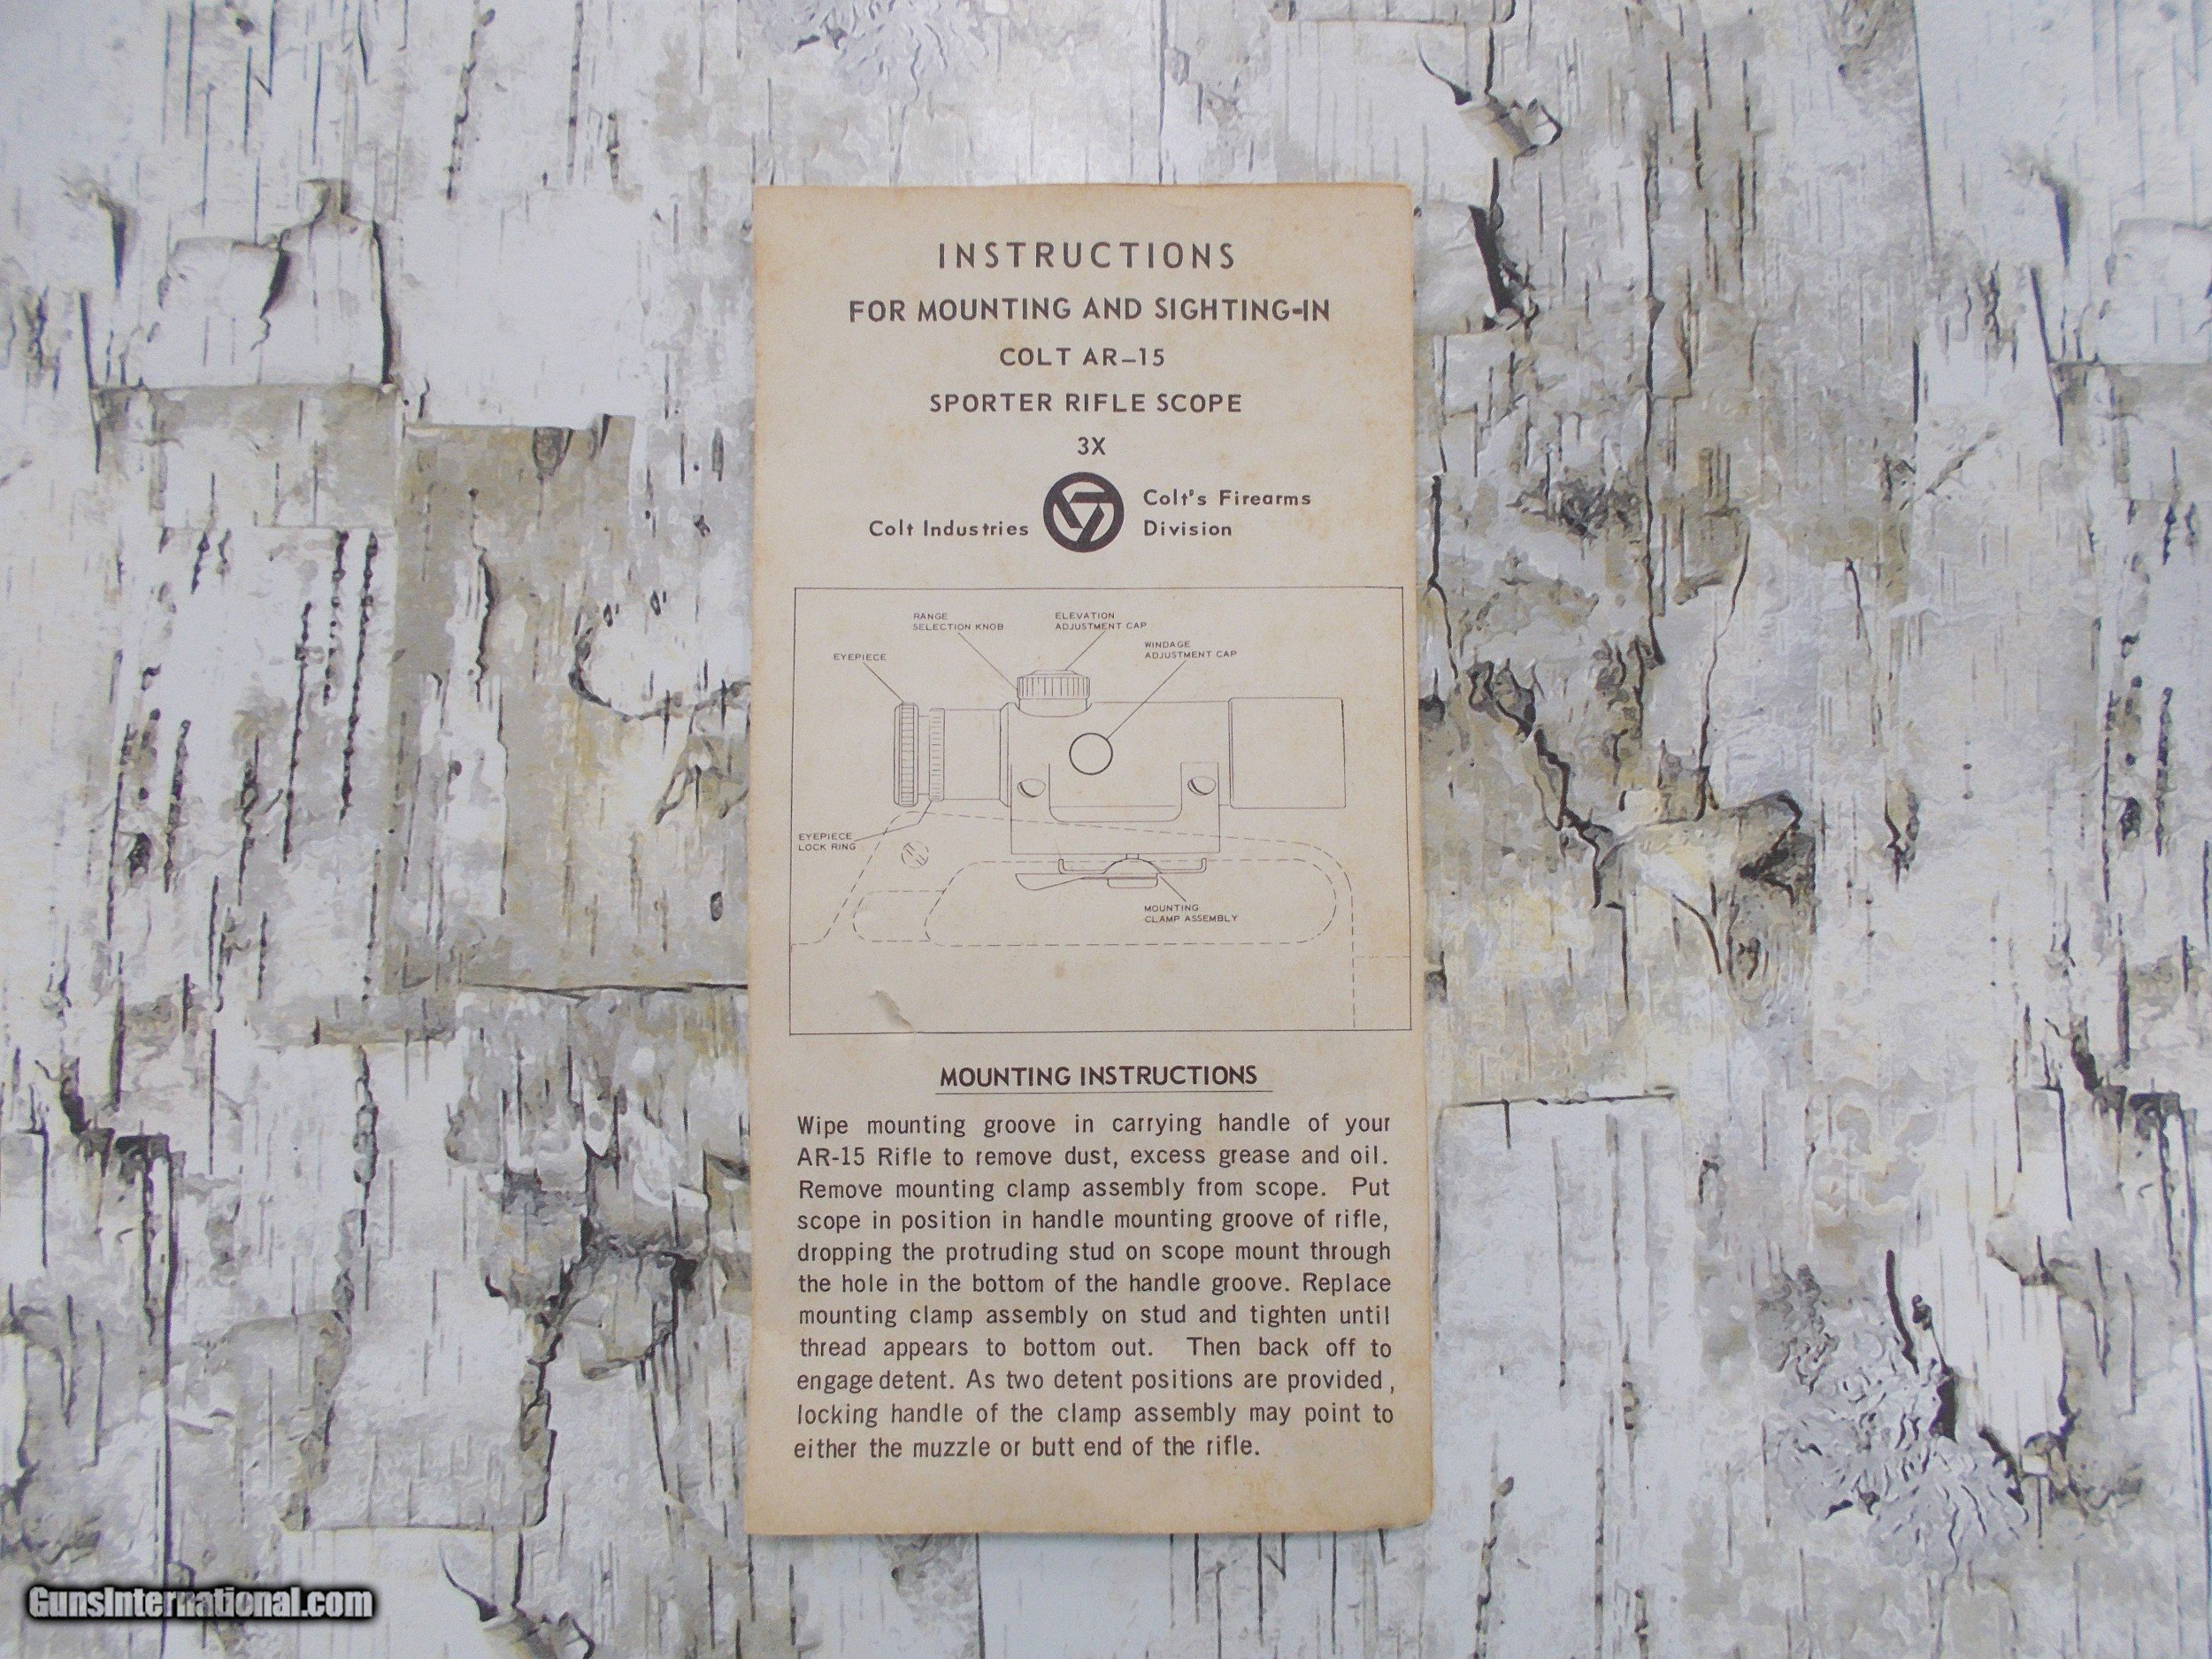 INSTRUCTIONS
FOR MOUNTING AND SIGHTING-IN
COLT AR-15
SPORTER RIFLE SCOPE
3X
Colt Industries
Colt's Firearms
Division
RANGE
SELECTION KNOB
ELEVATION
ADJUSTMENT CAP
WINDAGE
ADJUSTMENT CAP
EYEPIECE
EYEPIECE
LOCK RING
MOUNTING
CLAMP ASSEMBLY
MOUNTING INSTRUCTIONS
Wipe mounting groove in carrying handle of your
AR-15 Rifle to remove dust, excess grease and oil.
Remove mounting clamp assembly from scope. Put
scope in position in handle mounting groove of rifle,
dropping the protruding stud on scope mount through
the hole in the bottom of the handle groove. Replace
mounting clamp assembly on stud and tighten until
thread appears to bottom out. Then back off to
engage detent. As two detent positions are provided,
locking handle of the clamp assembly may point to
either the muzzle or butt end of the rifle.
GunsInternational.com